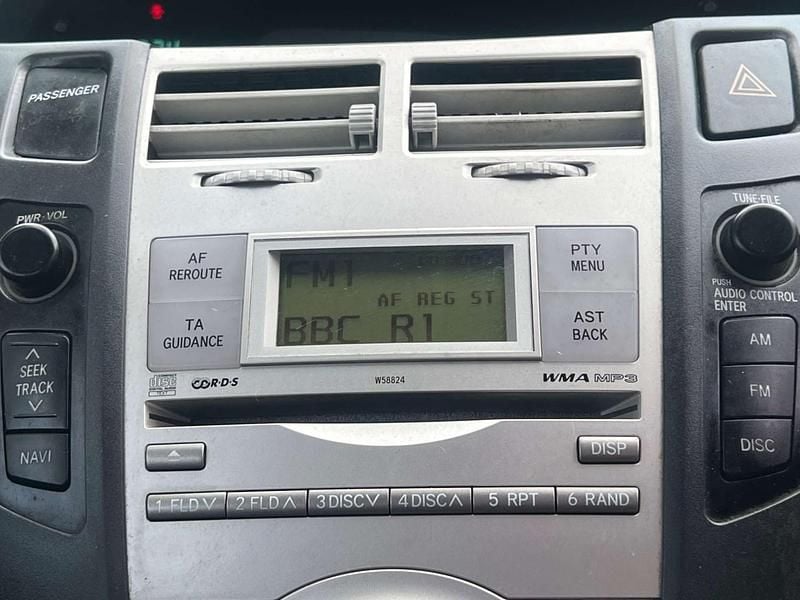 PASSENGER
PWR·VOL
TUNE·FILE
AF
REROUTE
TA
GUIDANCE
FM1
AF REG ST
BBC R1
PTY
MENU
AST
BACK
PUSH
AUDIO CONTROL
ENTER
SEEK
TRACK
NAVI
AM
FM
DISC
disc
TEXT
R·D·S
W58824
WMA MP3
DISP
1 FLD ∨
2 FLD ∧
3 DISC ∨
4 DISC ∧
5 RPT
6 RAND